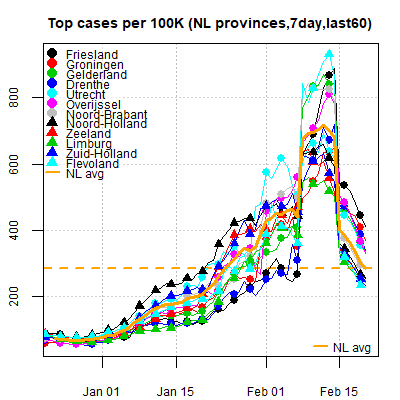 Top cases per 100K (NL provinces,7day,last60)
Friesland
Groningen
Gelderland
Drenthe
Utrecht
Overijssel
Noord-Brabant
Noord-Holland
Zeeland
Limburg
Zuid-Holland
Flevoland
NL avg
800
600
400
200
NL avg
Jan 01
Jan 15
Feb 01
Feb 15